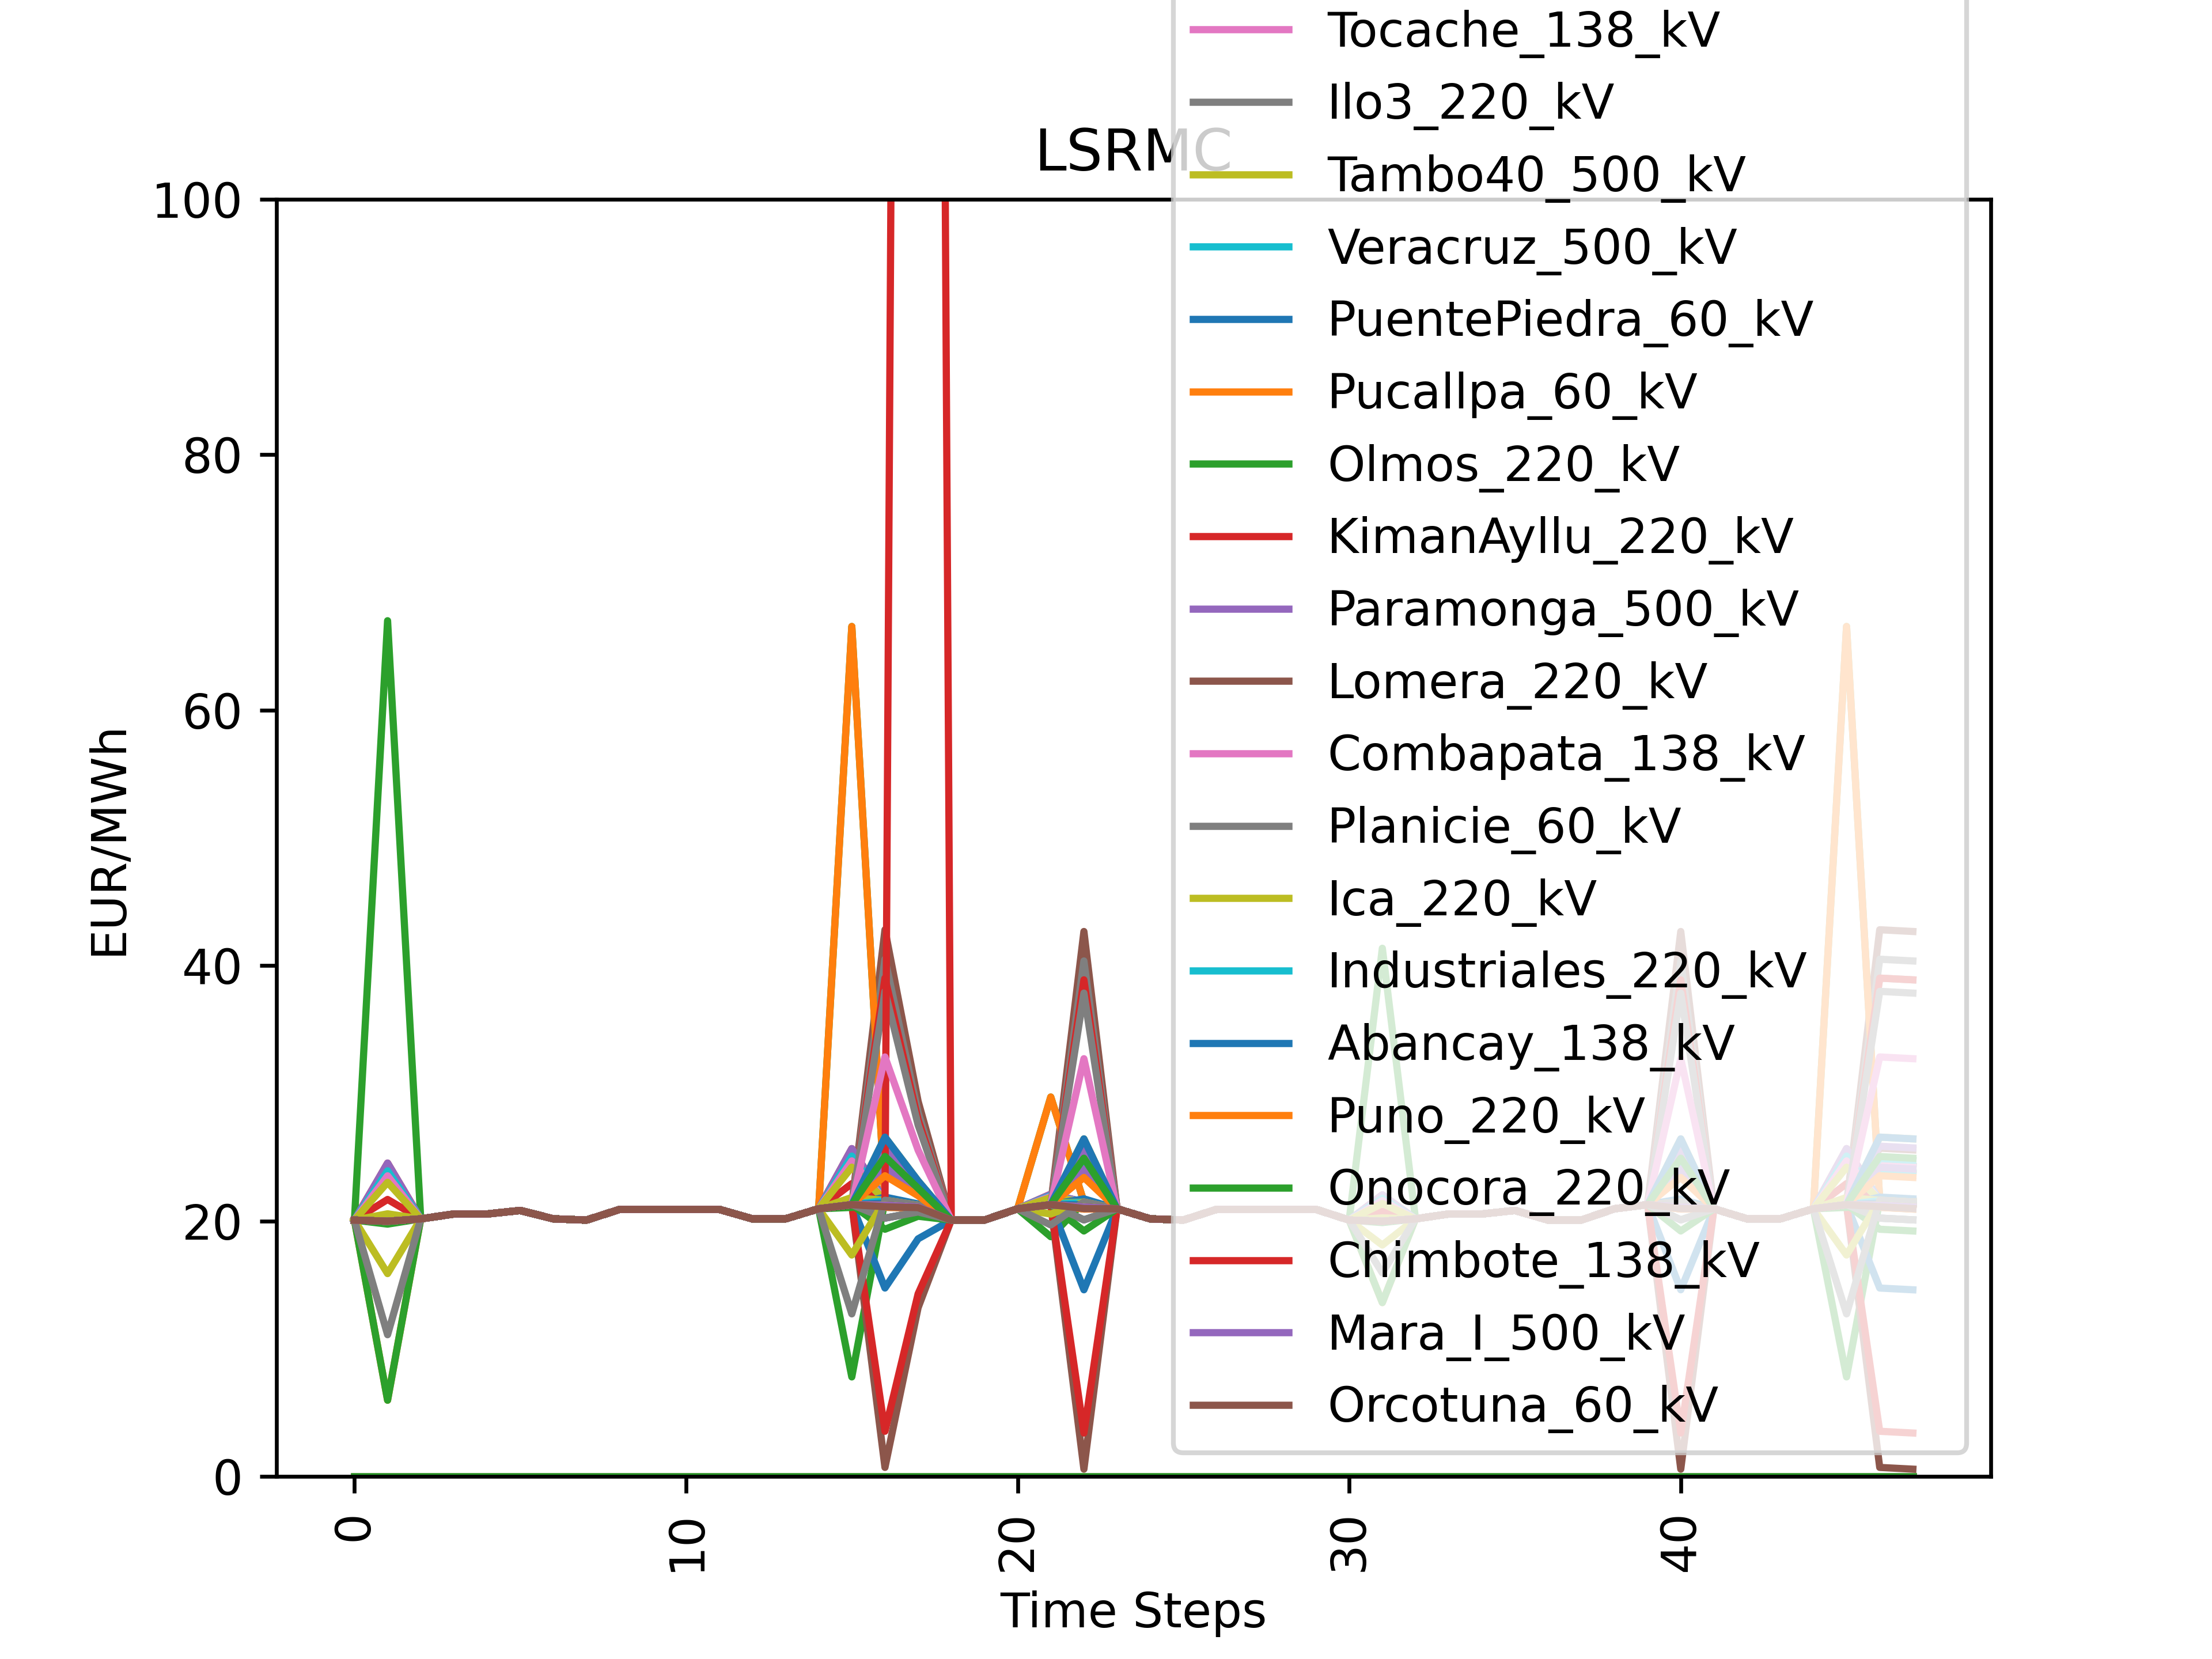 Tocache_138_kV
Ilo3_220_kV
LSRMC
Tambo40_500_kV
100
Veracruz_500_kV
PuentePiedra_60_kV
Pucallpa_60_kV
80
Olmos_220_kV
KimanAyllu_220_kV
Paramonga_500_kV
60
Lomera_220_kV
Combapata_138_kV
Planicie_60_kV
EUR/MWh
Ica_220_kV
40
Industriales_220_kV
Abancay_138_kV
Puno_220_kV
Onocora_220_kV
20
Chimbote_138_kV
Mara_I_500_kV
Orcotuna_60_kV
0
0 10 20 30 40
Time Steps